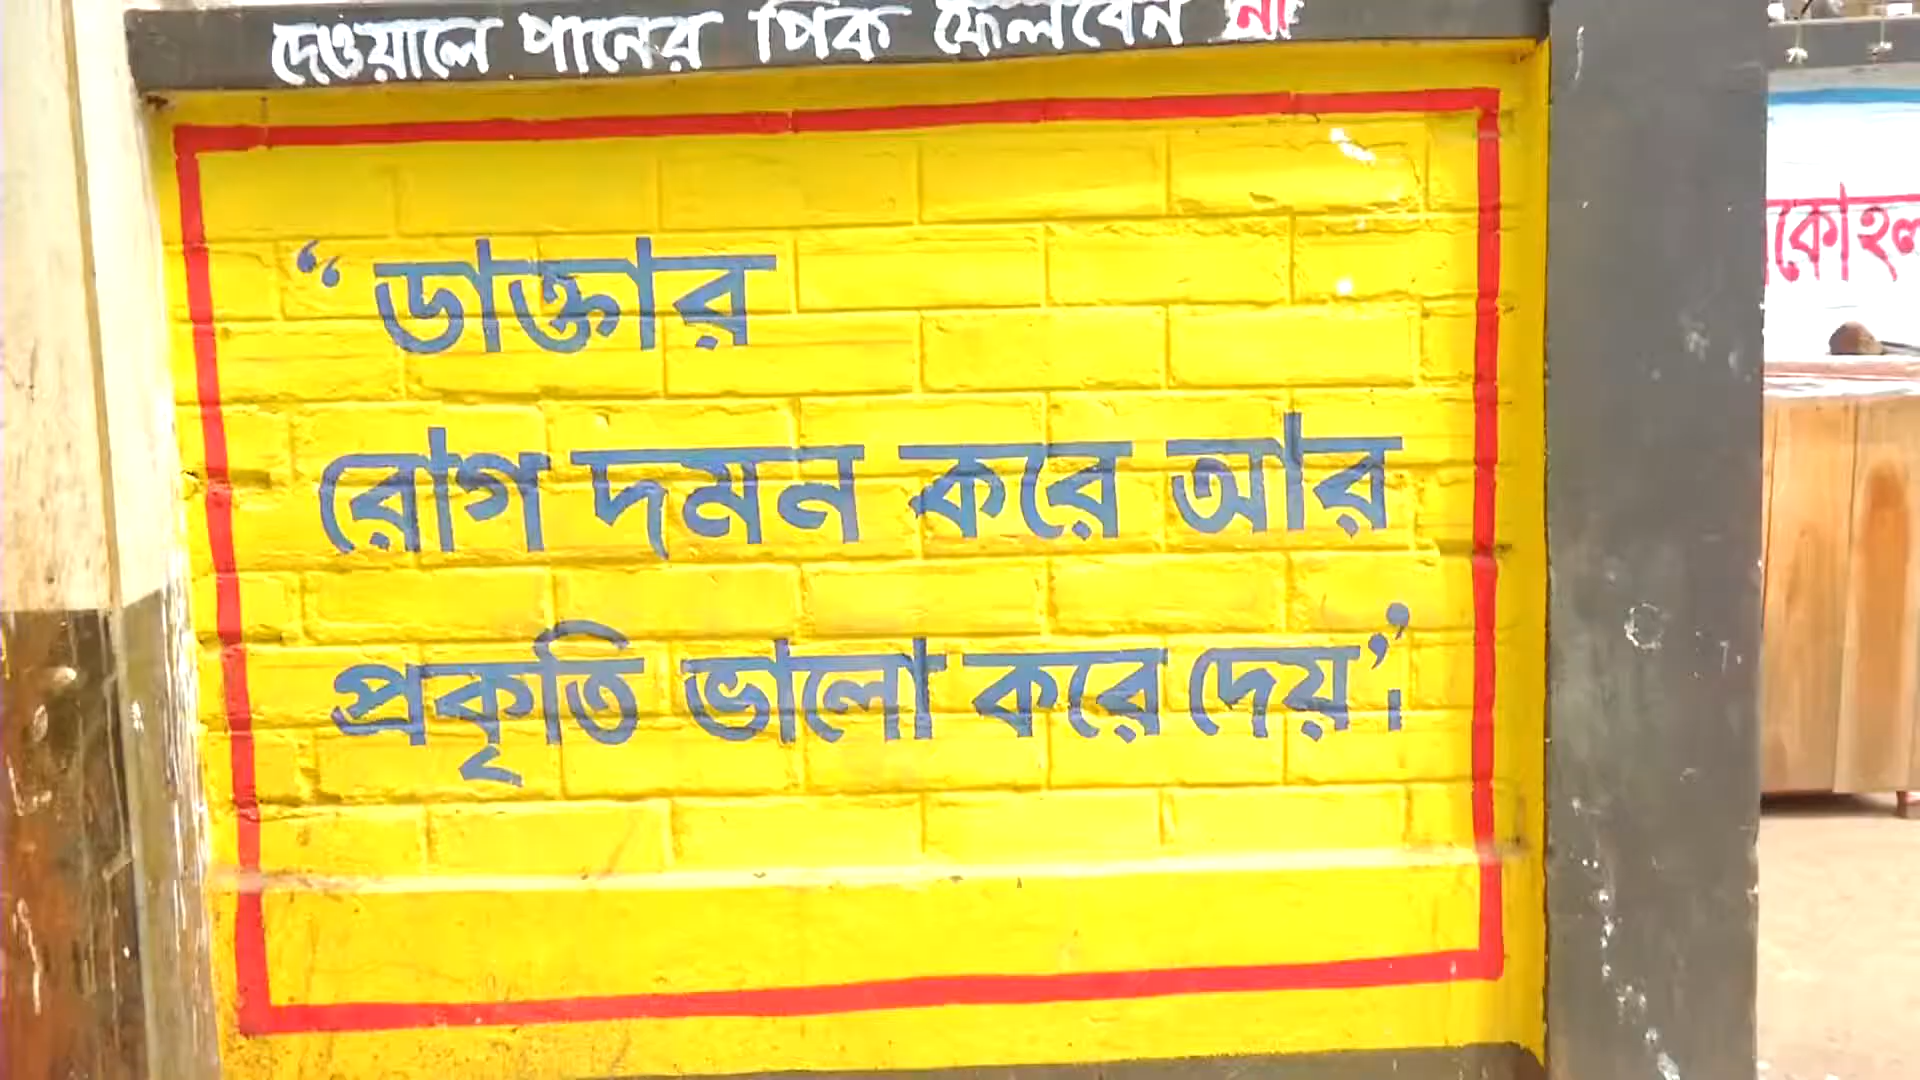 দেওয়ালে পানের পিক ফেলবেন না
“ডাক্তার
রোগ দমন করে আর
প্রকৃতি ভালো করে দেয়’’।